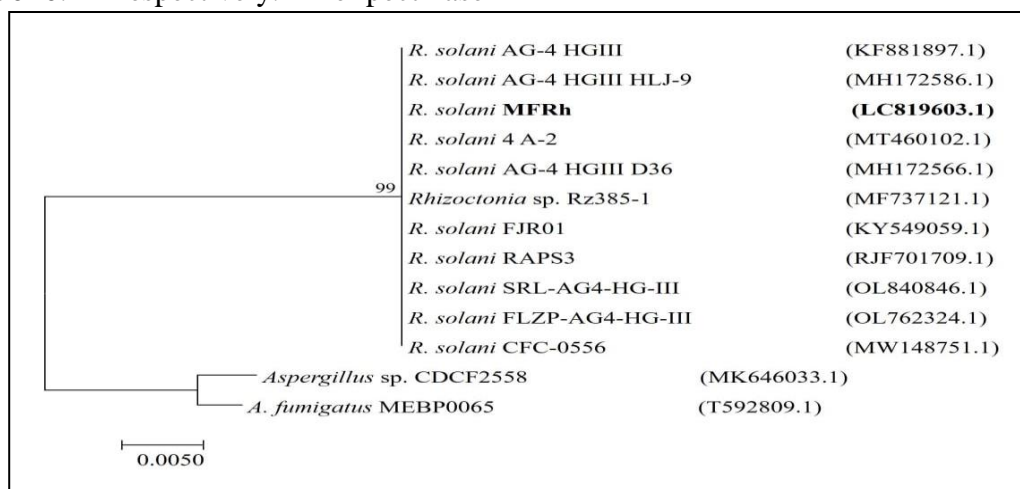 R. solani AG-4 HGIII (KF881897.1)
R. solani AG-4 HGIII HLJ-9 (MH172586.1)
R. solani MFRh (LC819603.1)
R. solani 4 A-2 (MT460102.1)
R. solani AG-4 HGIII D36 (MH172566.1)
99
Rhizoctonia sp. Rz385-1 (MF737121.1)
R. solani FJR01 (KY549059.1)
R. solani RAPS3 (RJF701709.1)
R. solani SRL-AG4-HG-III (OL840846.1)
R. solani FLZP-AG4-HG-III (OL762324.1)
R. solani CFC-0556 (MW148751.1)
Aspergillus sp. CDCF2558 (MK646033.1)
A. fumigatus MEBP0065 (T592809.1)
0.0050